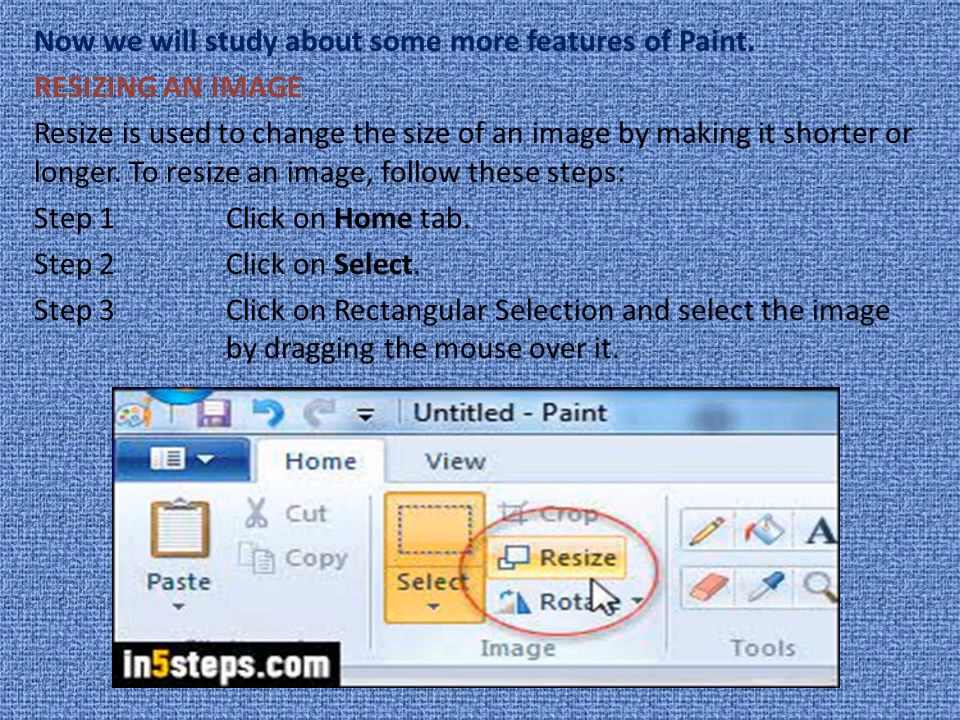 Now we will study about some more features of Paint.
RESIZING AN IMAGE
Resize is used to change the size of an image by making it shorter or
longer. To resize an image, follow these steps:
Step 1 Click on Home tab.
Step 2 Click on Select.
Step 3 Click on Rectangular Selection and select the image
by dragging the mouse over it.
Untitled - Paint
Home View
Cut
Copy
Paste
Select
Crop
Resize
Rotate
A
Image
Tools
in5steps.com